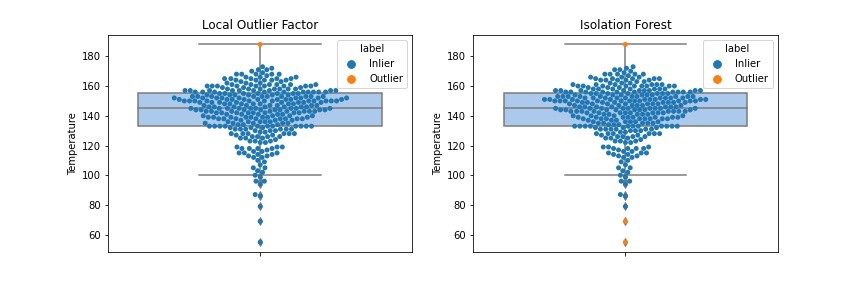 Local Outlier Factor
Temperature
180
160
140
120
100
80
60
label
Inlier
Outlier
Isolation Forest
Temperature
180
160
140
120
100
80
60
label
Inlier
Outlier